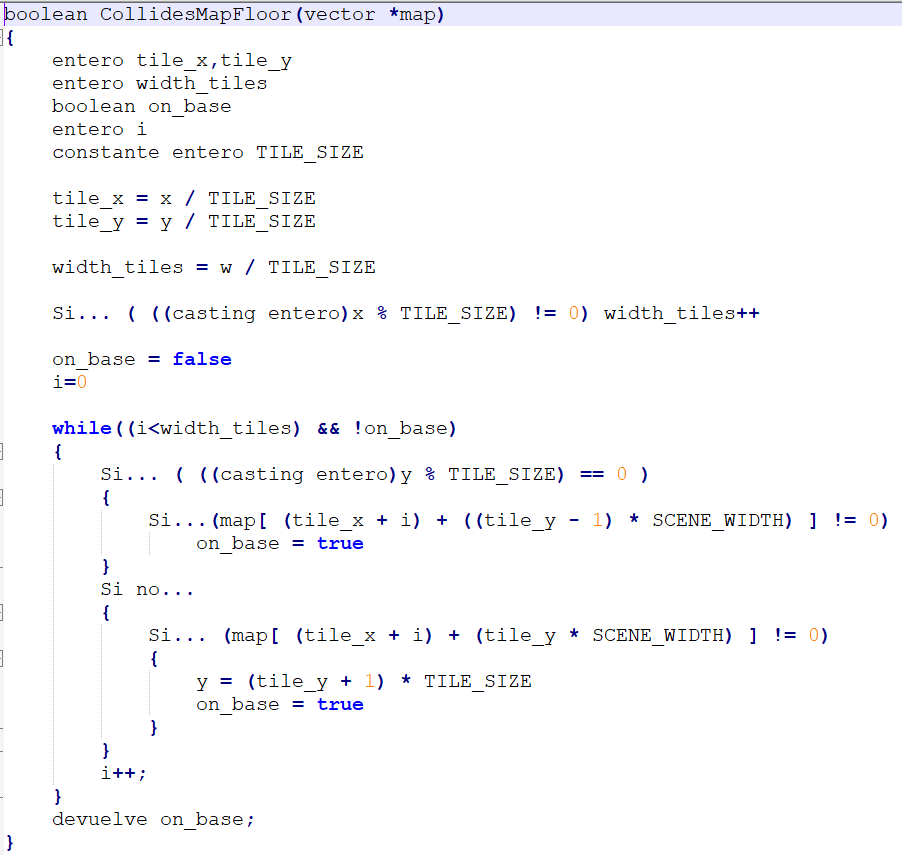 boolean CollidesMapFloor(vector *map)
{
    entero tile_x,tile_y
    entero width_tiles
    boolean on_base
    entero i
    constante entero TILE_SIZE

    tile_x = x / TILE_SIZE
    tile_y = y / TILE_SIZE

    width_tiles = w / TILE_SIZE

    Si... ( ((casting entero)x % TILE_SIZE) != 0) width_tiles++

    on_base = false
    i=0

    while((i<width_tiles) && !on_base)
    {
        Si... ( ((casting entero)y % TILE_SIZE) == 0 )
        {
            Si...(map[ (tile_x + i) + ((tile_y - 1) * SCENE_WIDTH) ] != 0)
                on_base = true
        }
        Si no...
        {
            Si... (map[ (tile_x + i) + (tile_y * SCENE_WIDTH) ] != 0)
            {
                y = (tile_y + 1) * TILE_SIZE
                on_base = true
            }
        }
        i++;
    }
    devuelve on_base;
}